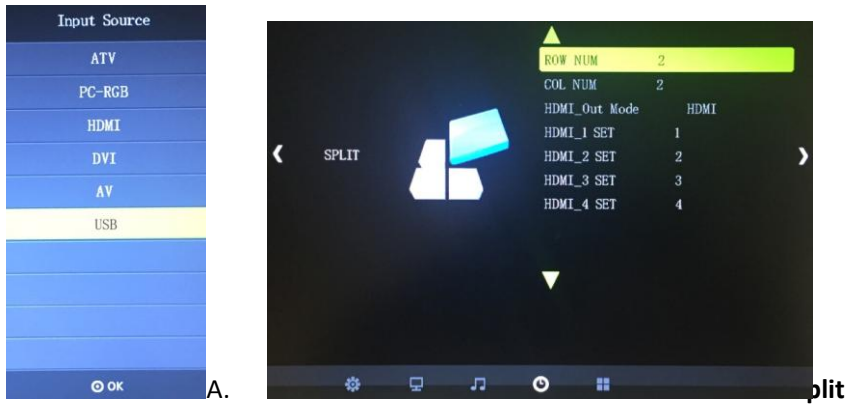 Input Source
ATV
PC-RGB
HDMI
DVI
AV
USB
OK
A.
SPLIT
ROW NUM 2
COL NUM 2
HDMI_Out Mode HDMI
HDMI_1 SET 1
HDMI_2 SET 2
HDMI_3 SET 3
HDMI_4 SET 4
plit